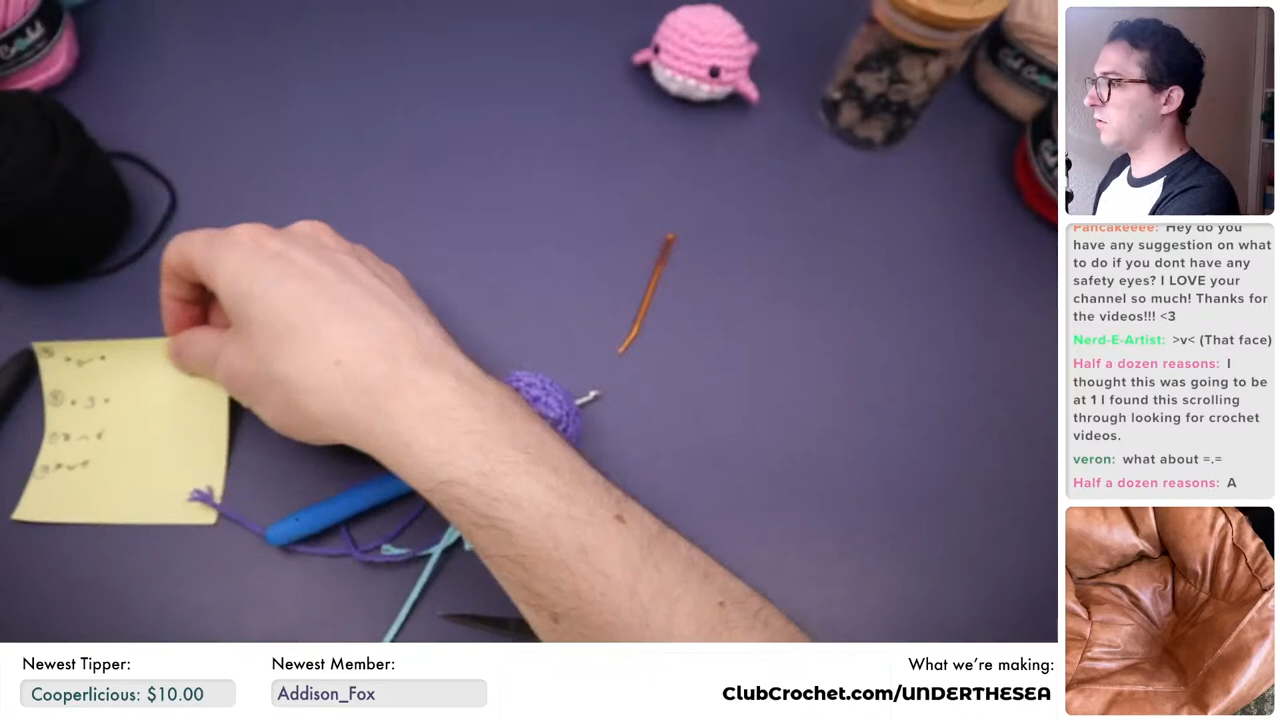 Pancakeeee: Hey do you
have any suggestion on what
to do if you dont have any
safety eyes? I LOVE your
channel so much! Thanks for
the videos!!! <3
Nerd-E-Artist: >v< (That face)
Half a dozen reasons: I
thought this was going to be
at 1 I found this scrolling
through looking for crochet
videos.
veron: what about =.=
Half a dozen reasons: A
Newest Tipper:
Cooperlicious: $10.00
Newest Member:
Addison_Fox
What we're making:
ClubCrochet.com/UNDERTHESEA